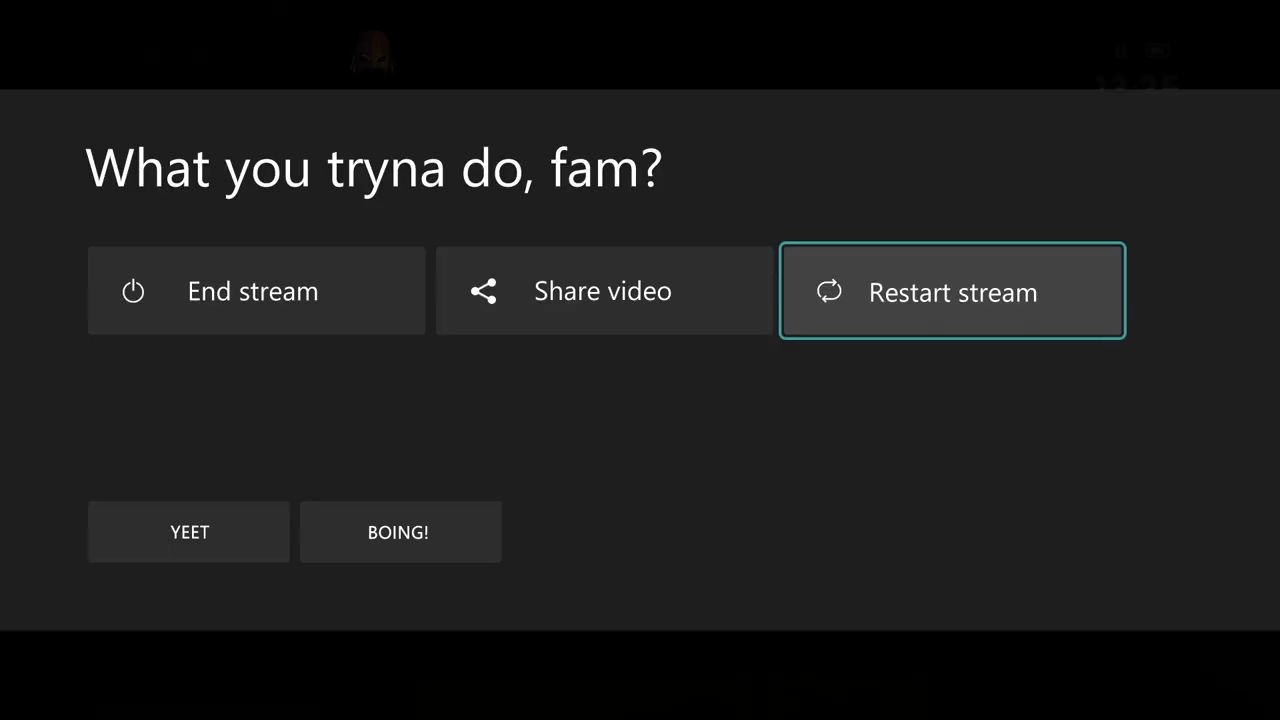 What you tryna do, fam?
End stream
Share video
Restart stream
YEET
BOING!